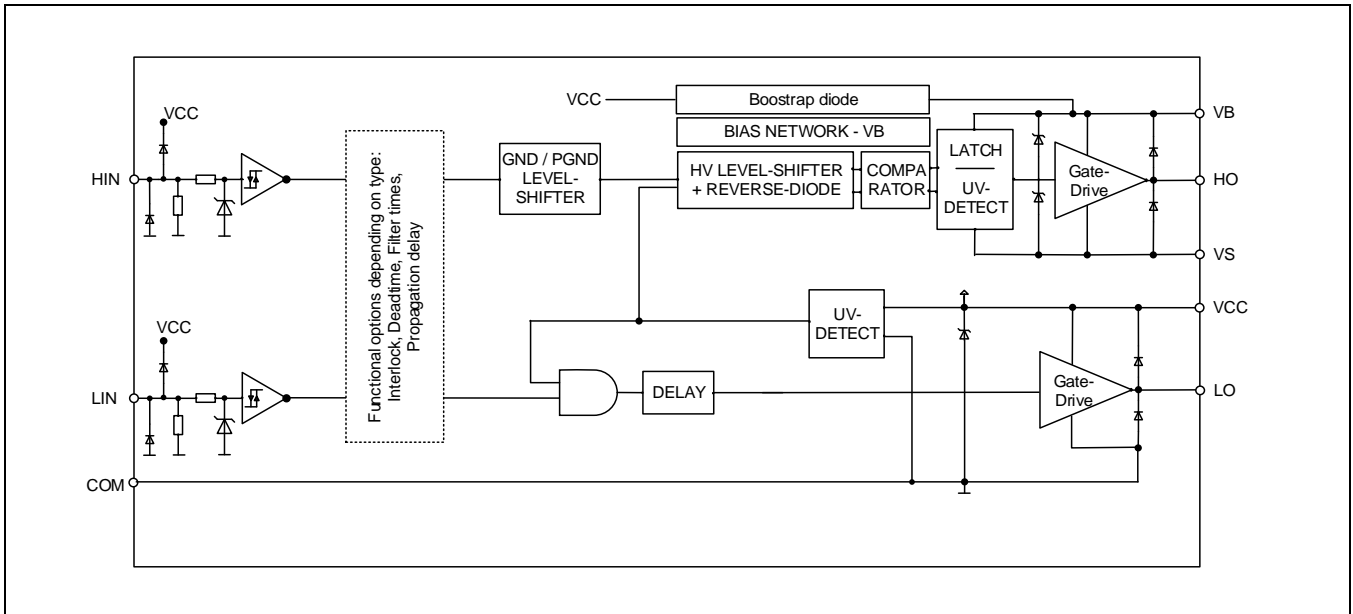 VCC
HIN
Functional options depending on type:
Interlock, Deadtime, Filter times,
Propagation delay
GND / PGND
LEVEL-
SHIFTER
VCC
Boostrap diode
BIAS NETWORK - VB
HV LEVEL-SHIFTER
+ REVERSE-DIODE
COMPA
RATOR
LATCH
UV-
DETECT
Gate-
Drive
VB
HO
VS
VCC
LIN
UV-
DETECT
DELAY
Gate-
Drive
VCC
LO
COM